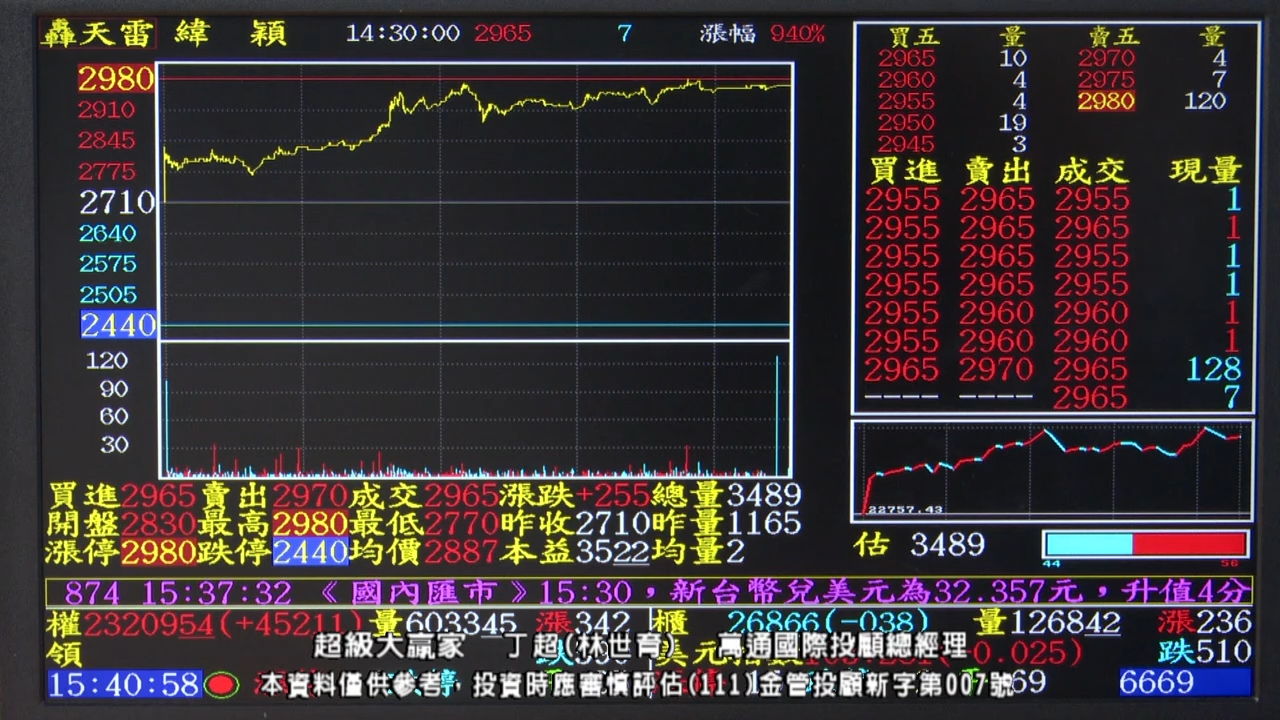 轟天雷 緯 穎 14:30:00 2965 7 漲幅 940%
2980
2910
2845
2775
2710
2640
2575
2505
2440
120
90
60
30
買五 量 賣五 量
2965 10 2970 4
2960 4 2975 7
2955 4 2980 120
2950 19
2945 3
買進 賣出 成交 現量
2955 2965 2955 1
2955 2965 2965 1
2955 2965 2955 1
2955 2965 2955 1
2955 2960 2960 1
2955 2960 2960 1
2965 2970 2965 128
---- ---- 2965 7
22757.43
買進2965賣出2970成交2965漲跌+255總量3489
開盤2830最高2980最低2770昨收2710昨量1165
漲停2980跌停2440均價2887本益3522均量2
估 3489
44 56
874 15:37:32 《國內匯市》15:30，新台幣兌美元為32.357元，升值4分
權2320954(+45211)量603345漲342 櫃 26866(-038) 量126842 漲236
領 跌510
超級大贏家 丁超(林世育) 高通國際投顧總經理
15:40:58 69 6669
本資料僅供參考，投資時應審慎評估(111)金管投顧新字第007號